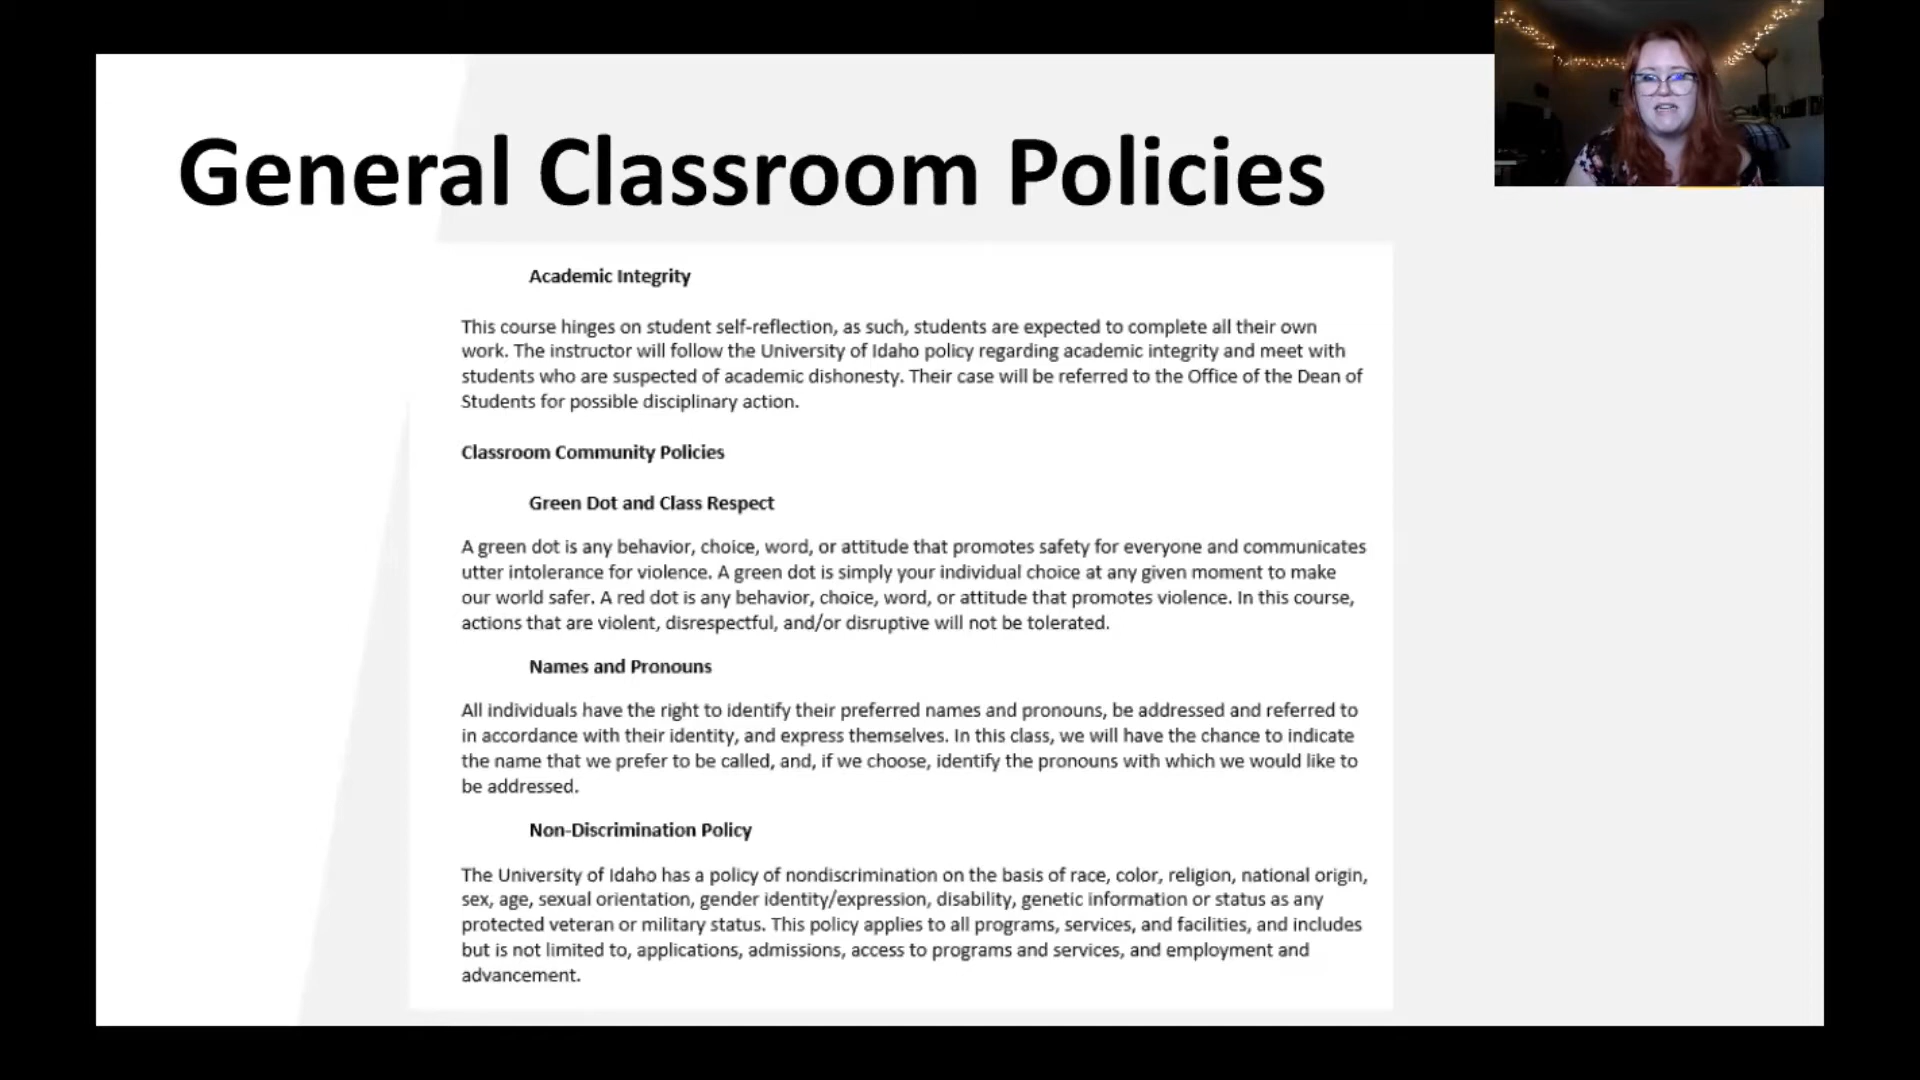 General Classroom Policies
Academic Integrity
This course hinges on student self-reflection, as such, students are expected to complete all their own
work. The instructor will follow the University of Idaho policy regarding academic integrity and meet with
students who are suspected of academic dishonesty. Their case will be referred to the Office of the Dean of
Students for possible disciplinary action.
Classroom Community Policies
Green Dot and Class Respect
A green dot is any behavior, choice, word, or attitude that promotes safety for everyone and communicates
utter intolerance for violence. A green dot is simply your individual choice at any given moment to make
our world safer. A red dot is any behavior, choice, word, or attitude that promotes violence. In this course,
actions that are violent, disrespectful, and/or disruptive will not be tolerated.
Names and Pronouns
All individuals have the right to identify their preferred names and pronouns, be addressed and referred to
in accordance with their identity, and express themselves. In this class, we will have the chance to indicate
the name that we prefer to be called, and, if we choose, identify the pronouns with which we would like to
be addressed.
Non-Discrimination Policy
The University of Idaho has a policy of nondiscrimination on the basis of race, color, religion, national origin,
sex, age, sexual orientation, gender identity/expression, disability, genetic information or status as any
protected veteran or military status. This policy applies to all programs, services, and facilities, and includes
but is not limited to, applications, admissions, access to programs and services, and employment and
advancement.